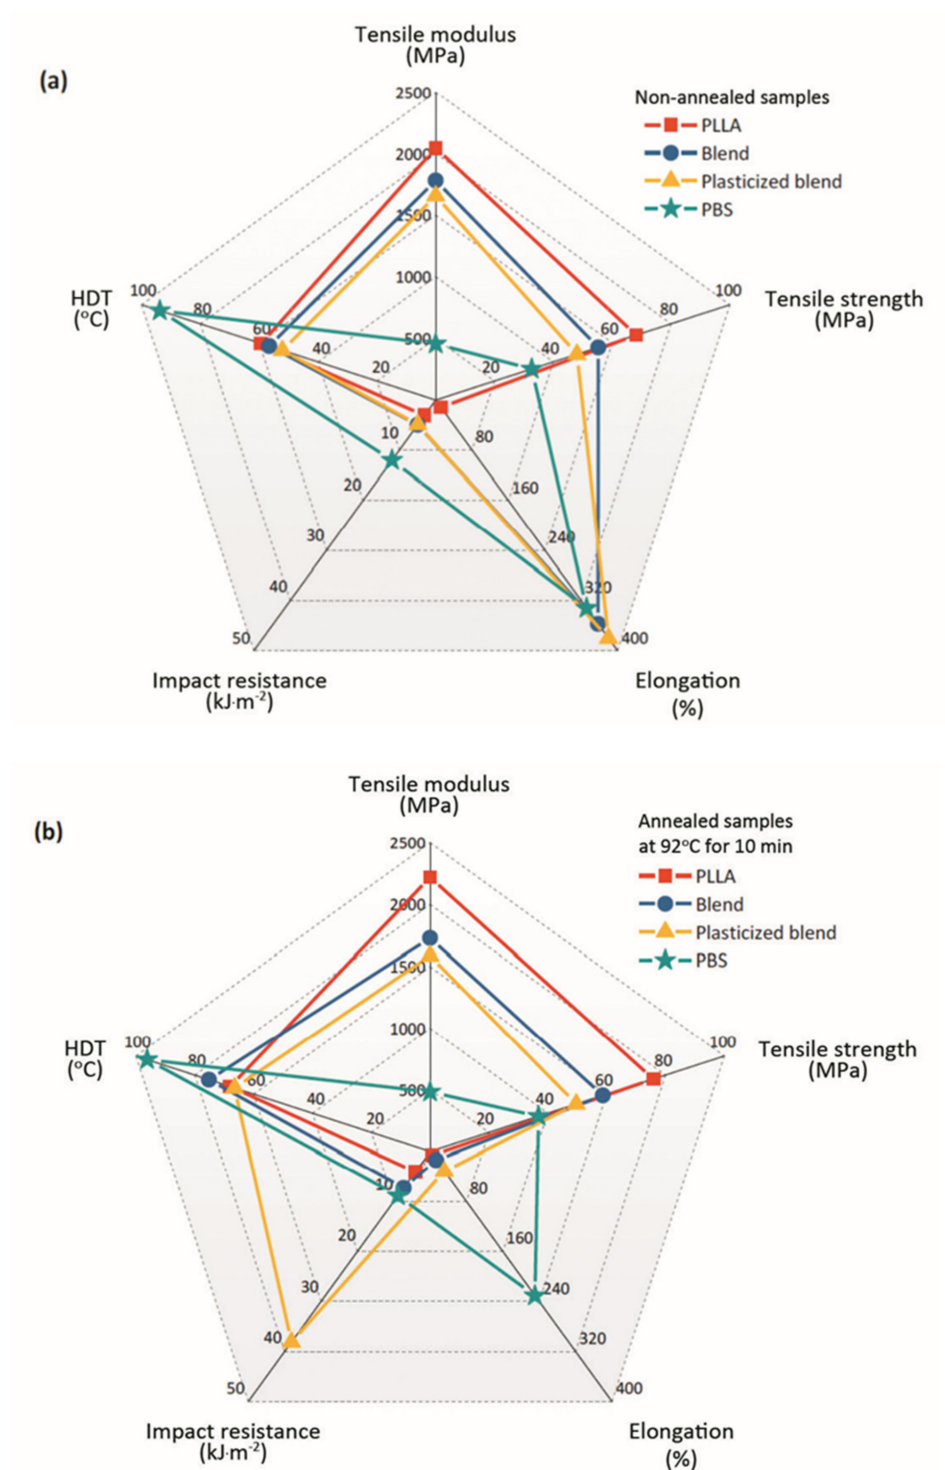 Tensile modulus
(MPa)
(a)
2500
Non-annealed samples
PLLA
2000
Blend
Plasticized blend
1500
PBS
1000
HDT
(°C)
100
80
60
40
20
500
20
40
60
80
100
Tensile strength
(MPa)
10
80
20
160
30
240
40
320
50
400
Impact resistance
(kJ·m⁻²)
Elongation
(%)
Tensile modulus
(MPa)
(b)
Annealed samples
at 92°C for 10 min
2500
PLLA
2000
Blend
Plasticized blend
1500
PBS
1000
HDT
(°C)
100
80
60
40
20
500
20
40
60
80
100
Tensile strength
(MPa)
10
80
20
160
30
240
40
320
50
400
Impact resistance
(kJ·m⁻²)
Elongation
(%)